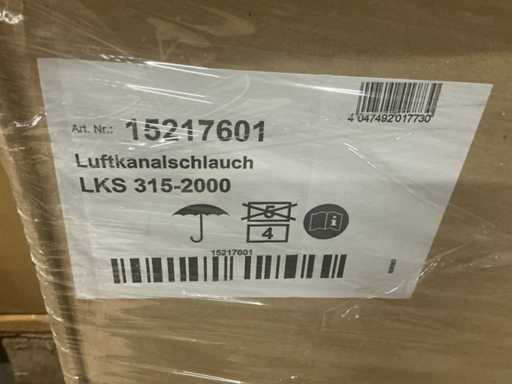 4 047492 017730
Art. Nr.: 15217601
Luftkanalschlauch
LKS 315-2000
5
4
i
15217601